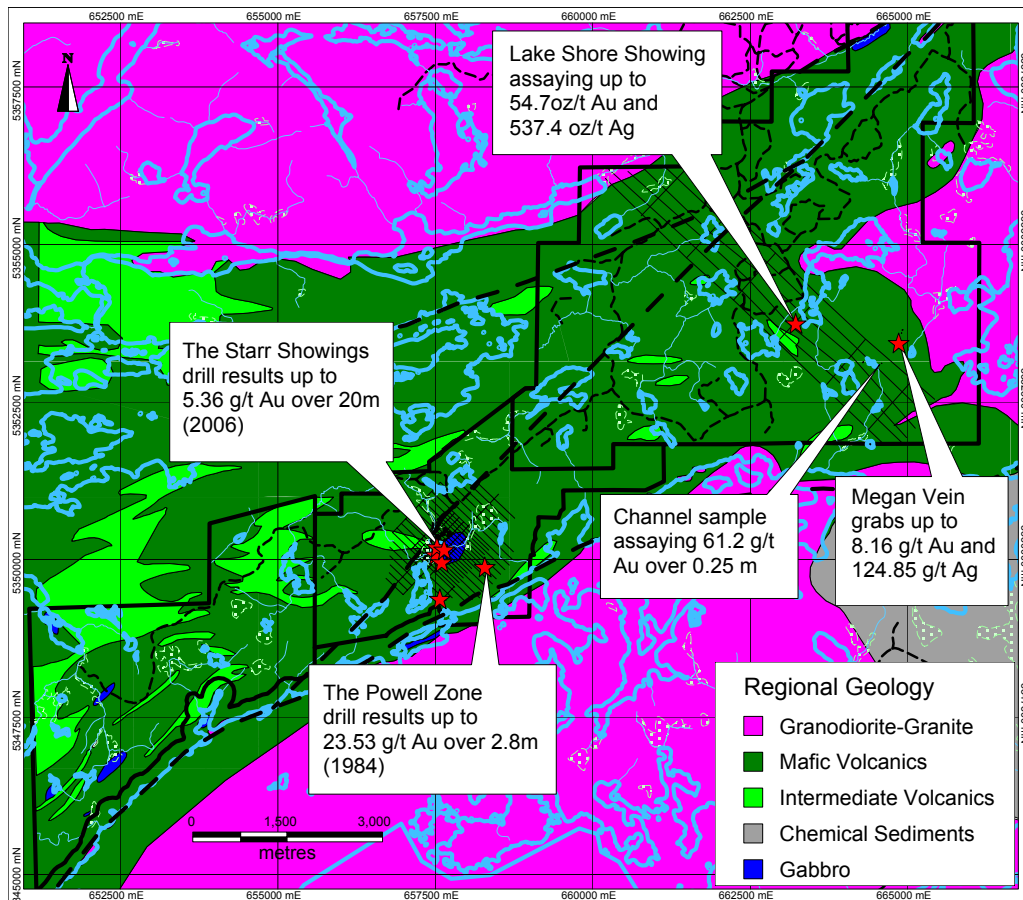 652500 mE
655000 mE
657500 mE
660000 mE
662500 mE
665000 mE
N
5357500 mN
5355000 mN
5352500 mN
5350000 mN
5347500 mN
Lake Shore Showing
assaying up to
54.7oz/t Au and
537.4 oz/t Ag
The Starr Showings
drill results up to
5.36 g/t Au over 20m
(2006)
Channel sample
assaying 61.2 g/t
Au over 0.25 m
Megan Vein
grabs up to
8.16 g/t Au and
124.85 g/t Ag
The Powell Zone
drill results up to
23.53 g/t Au over 2.8m
(1984)
Regional Geology
Granodiorite-Granite
Mafic Volcanics
Intermediate Volcanics
Chemical Sediments
Gabbro
0
1,500
3,000
metres
652500 mE
655000 mE
657500 mE
660000 mE
662500 mE
665000 mE